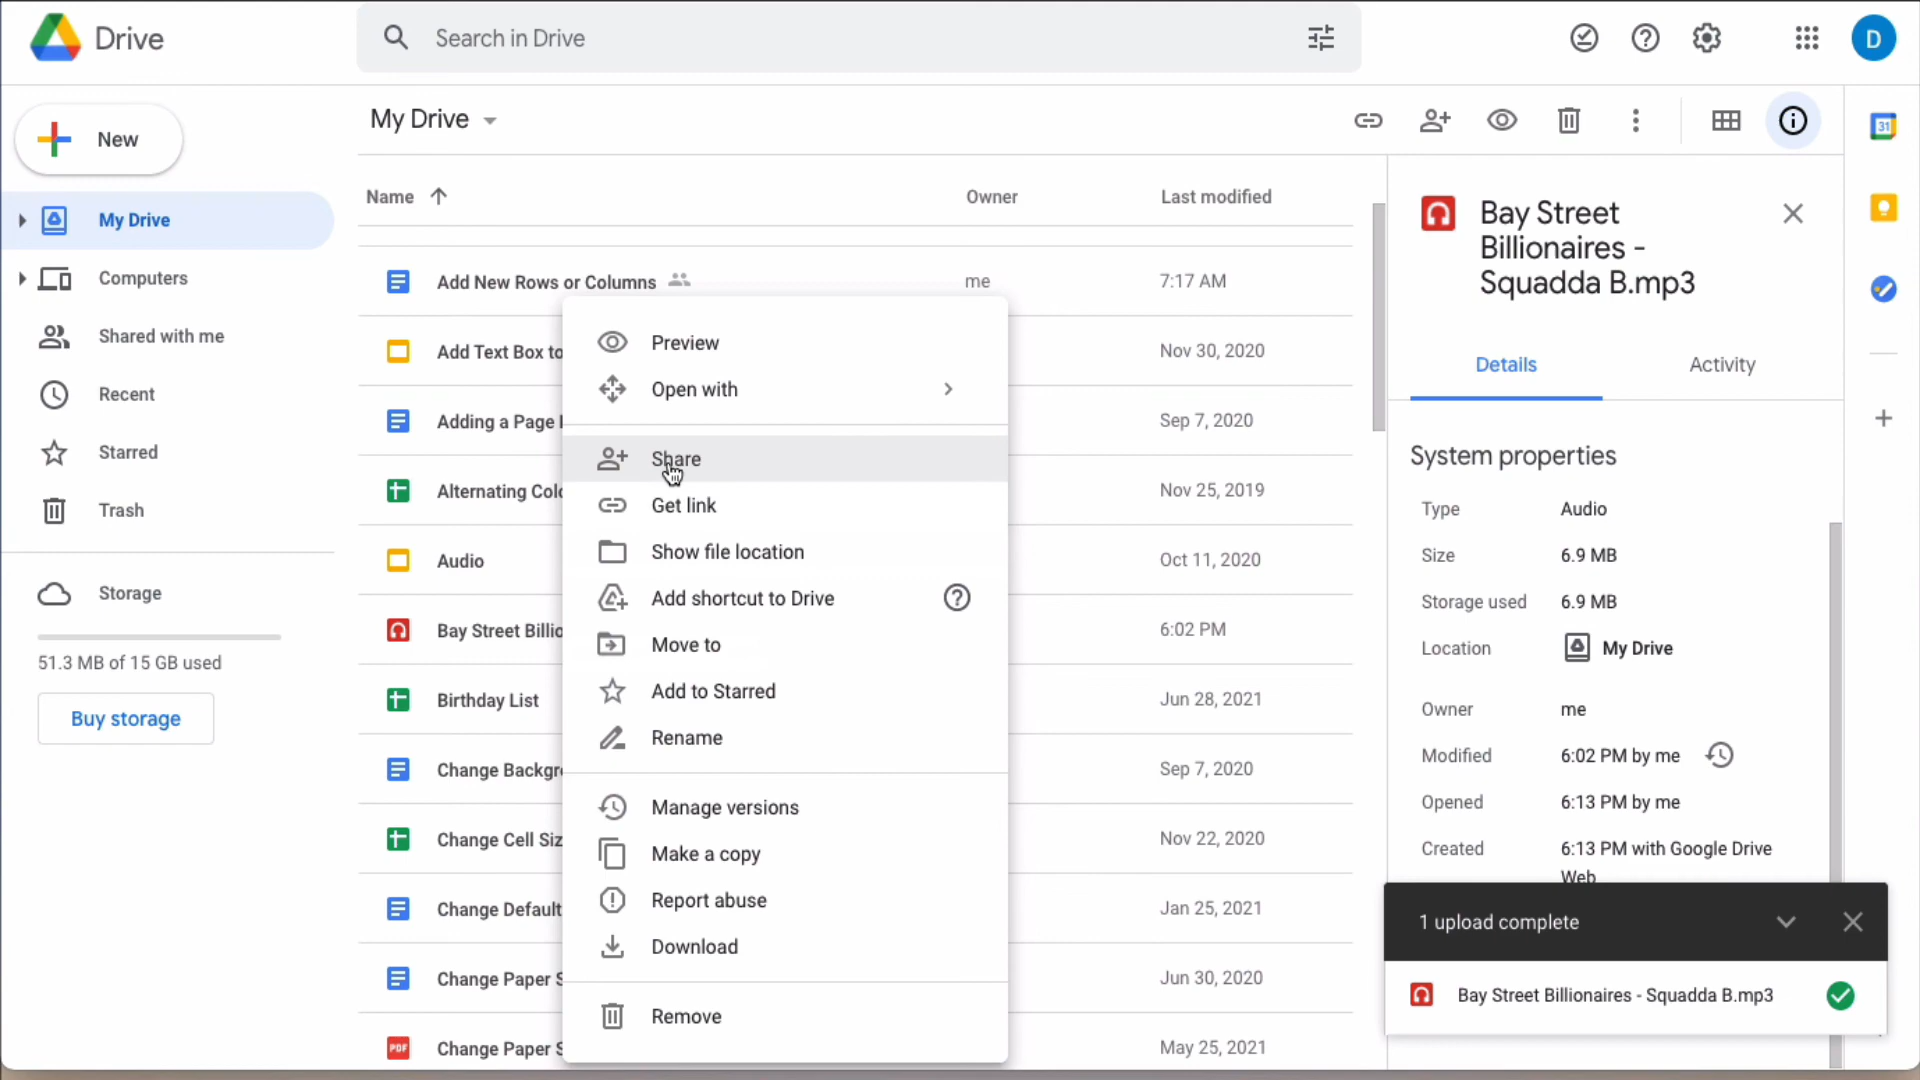 Drive
Search in Drive
D
New
My Drive
31
My Drive
Computers
Shared with me
Recent
Starred
Trash
Storage
51.3 MB of 15 GB used
Buy storage
Name Owner Last modified
Add New Rows or Columns me 7:17 AM
Add Text Box to Nov 30, 2020
Adding a Page Sep 7, 2020
Alternating Nov 25, 2019
Audio Oct 11, 2020
Bay Street 6:02 PM
Birthday List Jun 28, 2021
Change Sep 7, 2020
Change Cell Nov 22, 2020
Change Default Jan 25, 2021
Change Paper Jun 30, 2020
PDF Change Paper May 25, 2021
Preview
Open with
Share
Get link
Show file location
Add shortcut to Drive
Move to
Add to Starred
Rename
Manage versions
Make a copy
Report abuse
Download
Remove
Bay Street
Billionaires -
Squadda B.mp3
Details Activity
System properties
Type Audio
Size 6.9 MB
Storage used 6.9 MB
Location My Drive
Owner me
Modified 6:02 PM by me
Opened 6:13 PM by me
Created 6:13 PM with Google Drive
Web
1 upload complete
Bay Street Billionaires - Squadda B.mp3